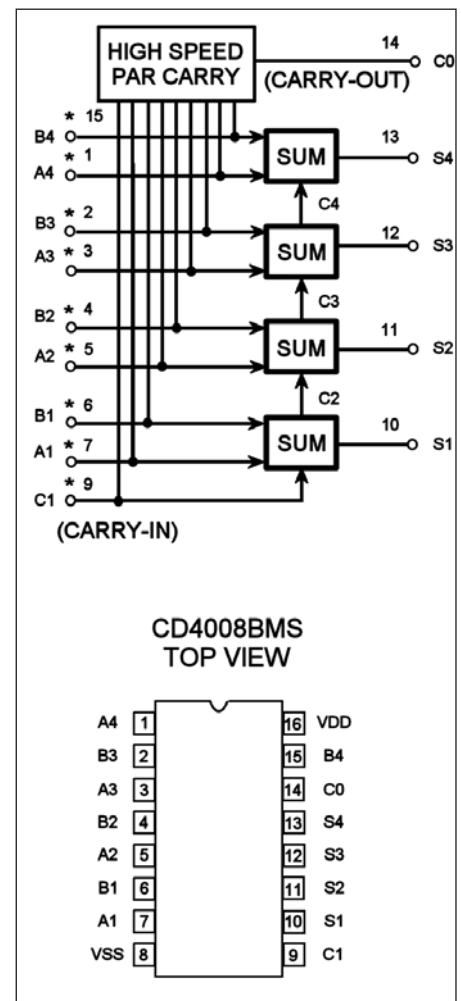 HIGH SPEED
PAR CARRY
14
C0
(CARRY-OUT)
* 15
B4
13
SUM
S4
* 1
A4
C4
* 2
B3
12
SUM
S3
* 3
A3
C3
* 4
B2
11
SUM
S2
* 5
A2
C2
* 6
B1
10
SUM
S1
* 7
A1
* 9
C1
(CARRY-IN)
CD4008BMS
TOP VIEW
A4 1 16 VDD
B3 2 15 B4
A3 3 14 C0
B2 4 13 S4
A2 5 12 S3
B1 6 11 S2
A1 7 10 S1
VSS 8 9 C1